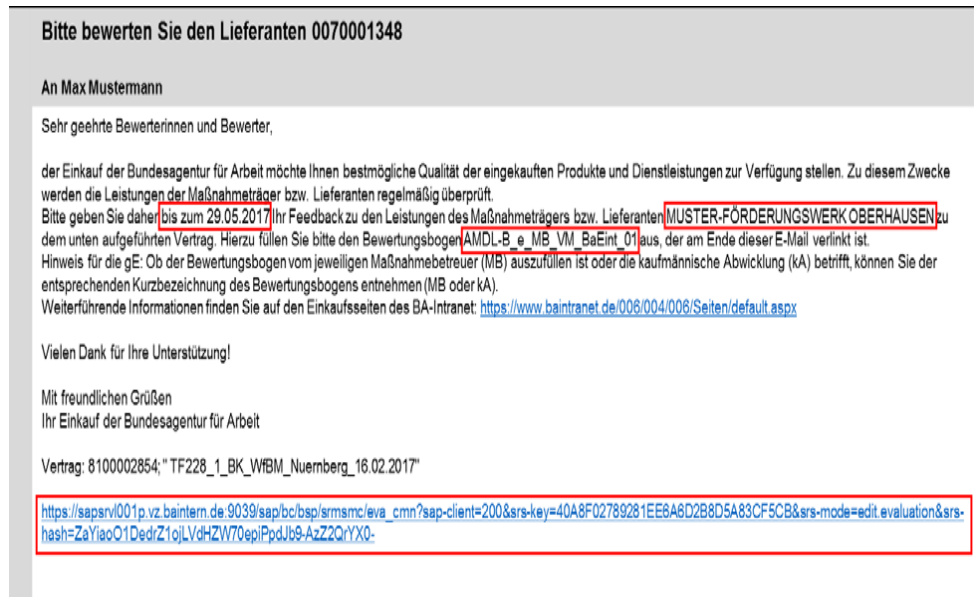 Bitte bewerten Sie den Lieferanten 0070001348
An Max Mustermann
Sehr geehrte Bewerterinnen und Bewerter,
der Einkauf der Bundesagentur für Arbeit möchte Ihnen bestmögliche Qualität der eingekauften Produkte und Dienstleistungen zur Verfügung stellen. Zu diesem Zwecke
werden die Leistungen der Maßnahmeträger bzw. Lieferanten regelmäßig überprüft.
Bitte geben Sie daher bis zum 29.05.2017 Ihr Feedback zu den Leistungen des Maßnahmeträgers bzw. Lieferanten MUSTER-FÖRDERUNGSWERK OBERHAUSEN zu
dem unten aufgeführten Vertrag. Hierzu füllen Sie bitte den Bewertungsbogen AMDL-B_e_MB_VM_BaEint_01 aus, der am Ende dieser E-Mail verlinkt ist.
Hinweis für die gE: Ob der Bewertungsbogen vom jeweiligen Maßnahmebetreuer (MB) auszufüllen ist oder die kaufmännische Abwicklung (kA) betrifft, können Sie der
entsprechenden Kurzbezeichnung des Bewertungsbogens entnehmen (MB oder kA).
Weiterführende Informationen finden Sie auf den Einkaufsseiten des BA-Intranet: https://www.baintranet.de/006/004/006/Seiten/default.aspx
Vielen Dank für Ihre Unterstützung!
Mit freundlichen Grüßen
Ihr Einkauf der Bundesagentur für Arbeit
Vertrag: 8100002854; " TF228_1_BK_WfBM_Nuernberg_16.02.2017"
https://sapsrvl001p.vz.baintern.de:9039/sap/bc/bsp/srmsmc/eva_cmn?sap-client=200&srs-key=40A8F02789281EE6A6D2B8D5A83CF5CB&srs-mode=edit.evaluation&srs-
hash=ZaYiaoO1DedrZ1ojLVdHZW70epiPpdJb9-AzZ2QrYX0-